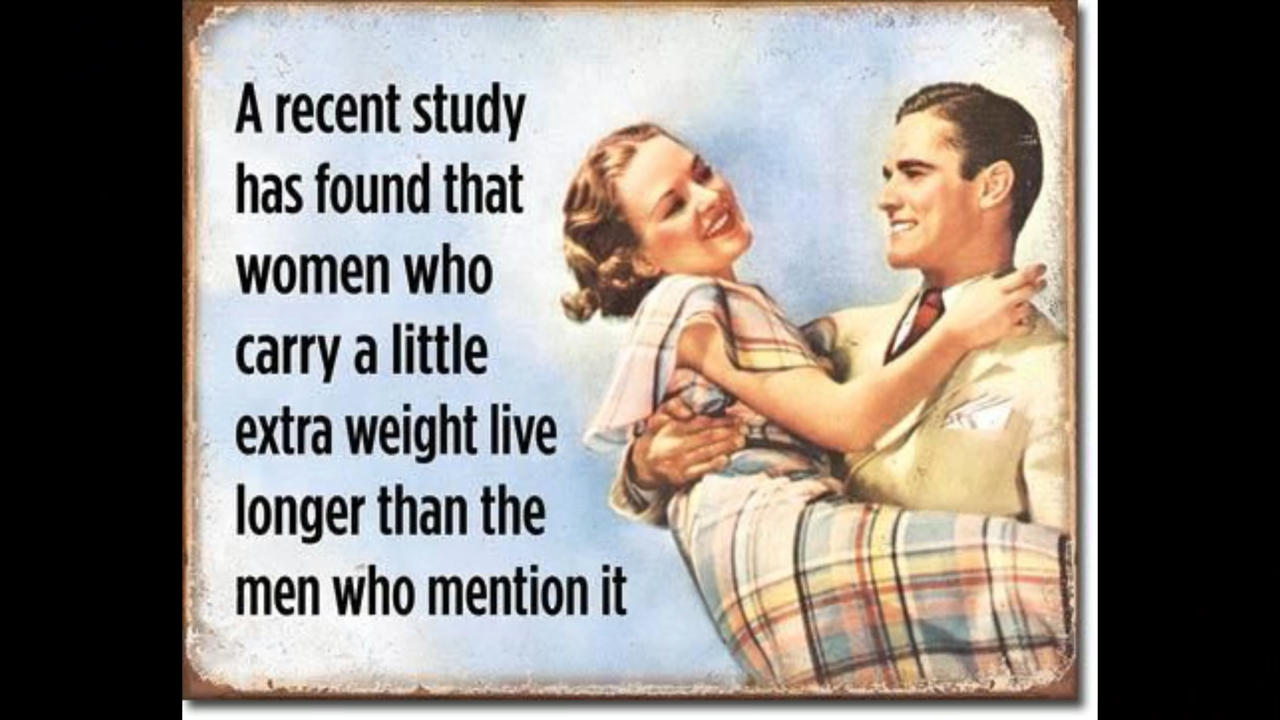 A recent study
has found that
women who
carry a little
extra weight live
longer than the
men who mention it